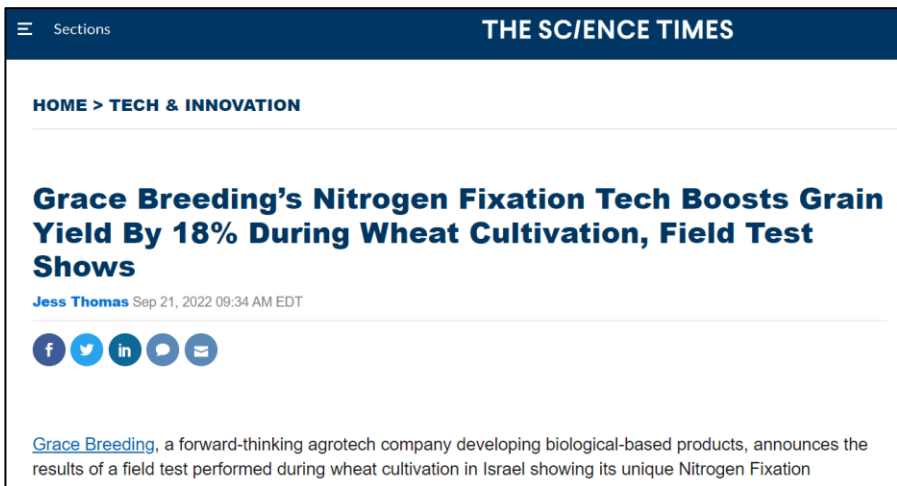 Sections
THE SC/ENCE TIMES
HOME > TECH & INNOVATION
Grace Breeding's Nitrogen Fixation Tech Boosts Grain
Yield By 18% During Wheat Cultivation, Field Test
Shows
Jess Thomas Sep 21, 2022 09:34 AM EDT
Grace Breeding, a forward-thinking agrotech company developing biological-based products, announces the
results of a field test performed during wheat cultivation in Israel showing its unique Nitrogen Fixation